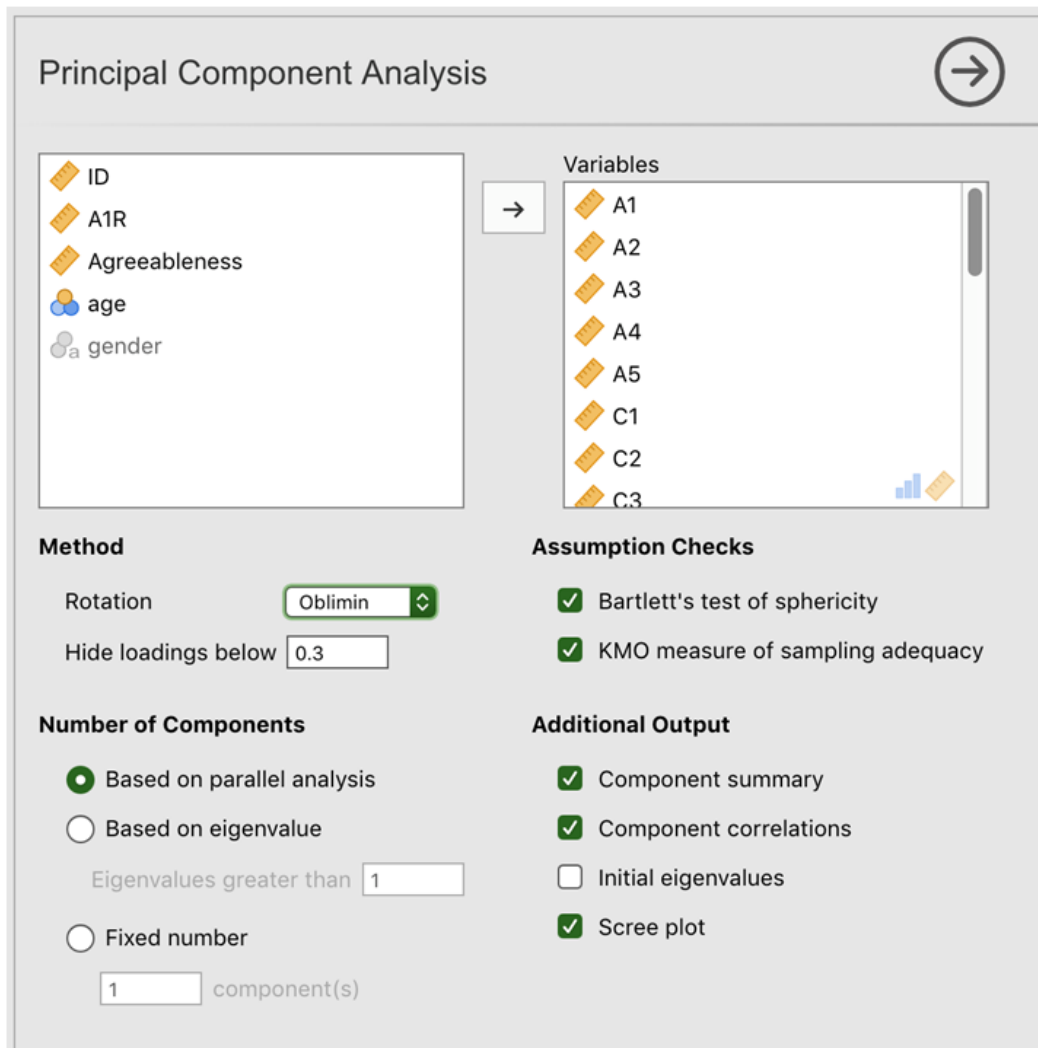 Principal Component Analysis
ID
A1R
Agreeableness
age
a gender
Variables
A1
A2
A3
A4
A5
C1
C2
C3
Method
Rotation Oblimin
Hide loadings below 0.3
Number of Components
Based on parallel analysis
Based on eigenvalue
Eigenvalues greater than 1
Fixed number
1 component(s)
Assumption Checks
Bartlett's test of sphericity
KMO measure of sampling adequacy
Additional Output
Component summary
Component correlations
Initial eigenvalues
Scree plot